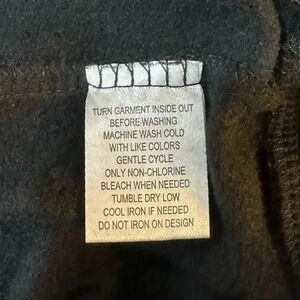 TURN GARMENT INSIDE OUT
BEFORE WASHING
MACHINE WASH COLD
WITH LIKE COLORS
GENTLE CYCLE
ONLY NON-CHLORINE
BLEACH WHEN NEEDED
TUMBLE DRY LOW
COOL IRON IF NEEDED
DO NOT IRON ON DESIGN